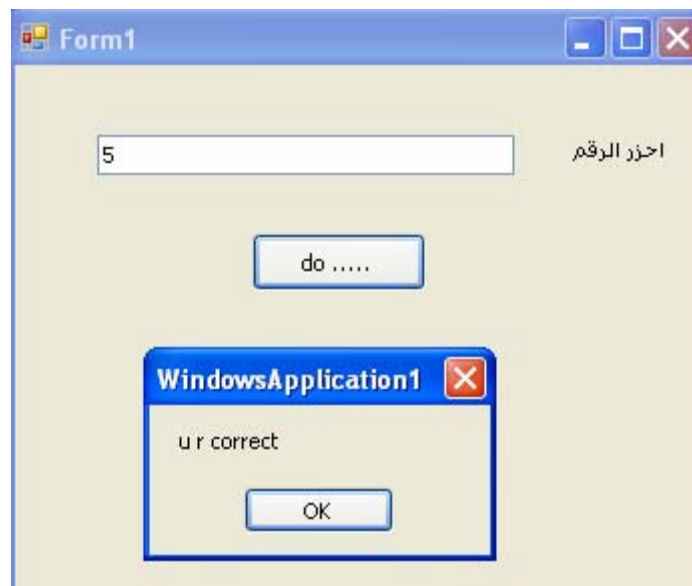 Form1
5
احزر الرقم
do .....
WindowsApplication1
u r correct
OK